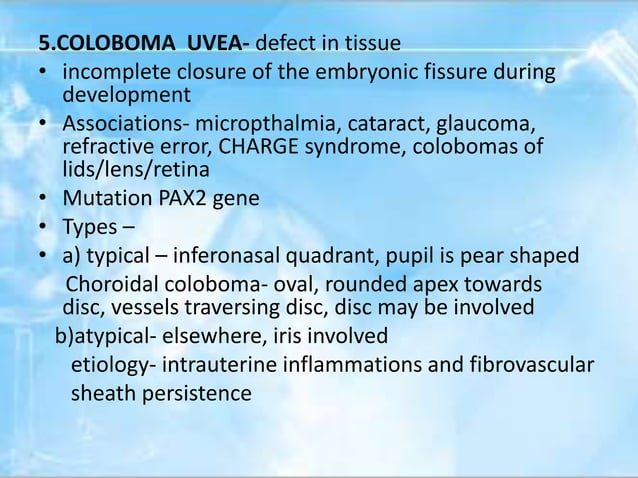 5.COLOBOMA UVEA- defect in tissue
• incomplete closure of the embryonic fissure during
development
• Associations- micropthalmia, cataract, glaucoma,
refractive error, CHARGE syndrome, colobomas of
lids/lens/retina
• Mutation PAX2 gene
• Types –
• a) typical – inferonasal quadrant, pupil is pear shaped
Choroidal coloboma- oval, rounded apex towards
disc, vessels traversing disc, disc may be involved
b)atypical- elsewhere, iris involved
etiology- intrauterine inflammations and fibrovascular
sheath persistence